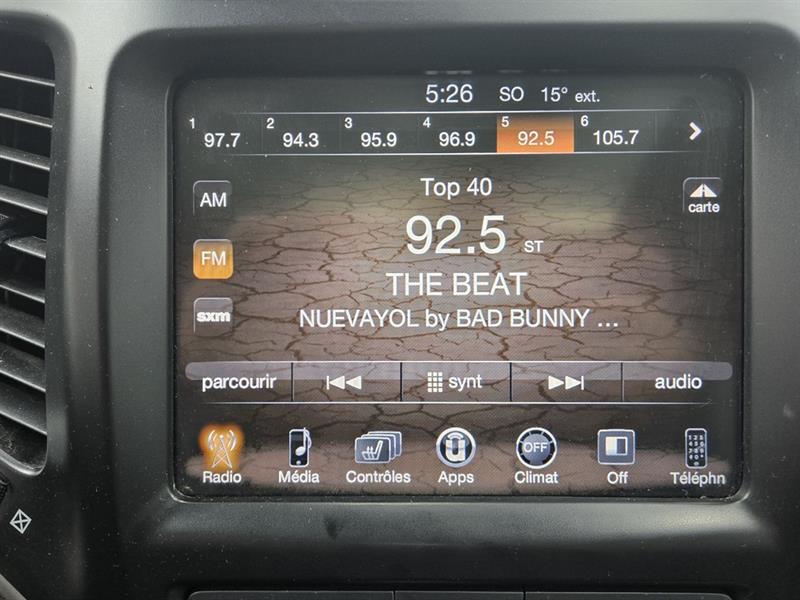 5:26 SO 15° ext.
1 97.7 2 94.3 3 95.9 4 96.9 5 92.5 6 105.7
AM
Top 40
carte
92.5 ST
FM
THE BEAT
sxm
NUEVAYOL by BAD BUNNY ...
parcourir synt audio
OFF
Radio Média Contrôles Apps Climat Off Téléphn